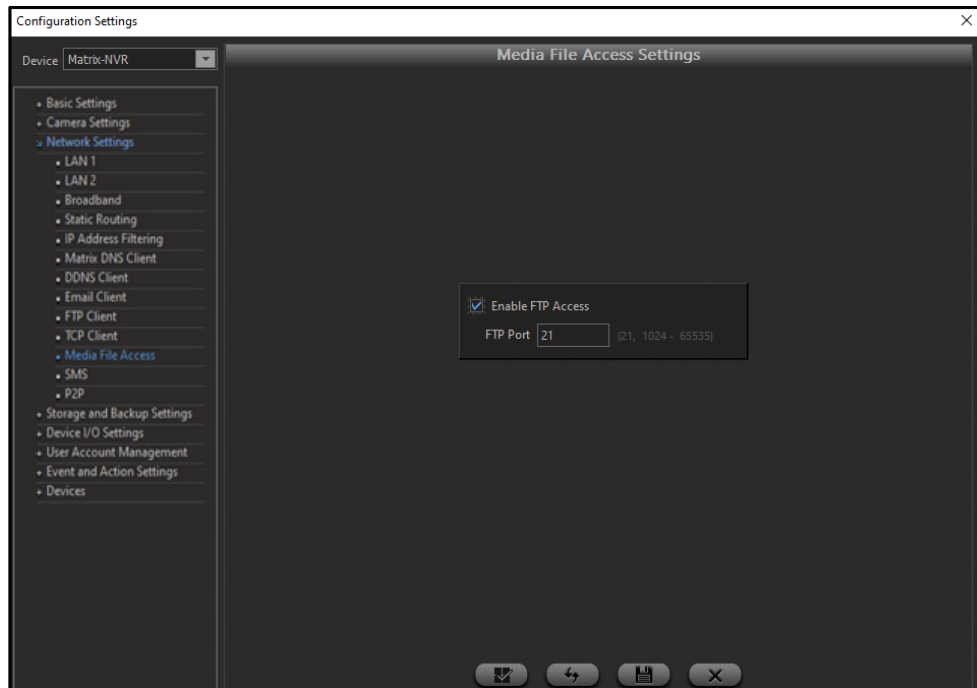 Configuration Settings
Device Matrix-NVR
Media File Access Settings
Basic Settings
Camera Settings
Network Settings
LAN 1
LAN 2
Broadband
Static Routing
IP Address Filtering
Matrix DNS Client
DDNS Client
Email Client
FTP Client
TCP Client
Media File Access
SMS
P2P
Storage and Backup Settings
Device I/O Settings
User Account Management
Event and Action Settings
Devices
Enable FTP Access
FTP Port 21 (21, 1024 - 65535)